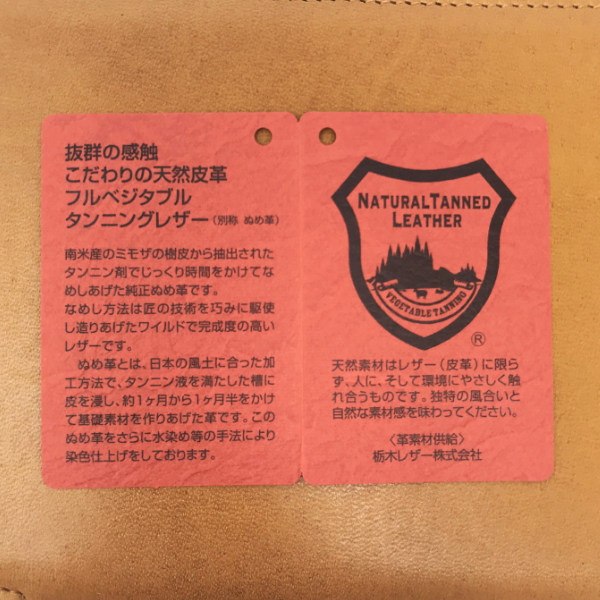 抜群の感触
こだわりの天然皮革
フルベジタブル
タンニングレザー(別称 ぬめ革)
南米産のミモザの樹皮から抽出された
タンニン剤でじっくり時間をかけてな
めしあげた純正ぬめ革です。
なめし方法は匠の技術を巧みに駆使
し造りあげたワイルドで完成度の高い
レザーです。
ぬめ革とは、日本の風土に合った加
工方法で、タンニン液を満たした槽に
皮を浸し、約1ヶ月から1ヶ月半をかけ
て基礎素材を作りあげた革です。この
ぬめ革をさらに水染め等の手法により
染色仕上げをしております。
NATURALTANNED
LEATHER
VEGETABLE TANNING
®
天然素材はレザー(皮革)に限ら
ず、人に、そして環境にやさしく触
れ合うものです。独特の風合いと
自然な素材感を味わってください。
〈革素材供給〉
栃木レザー株式会社